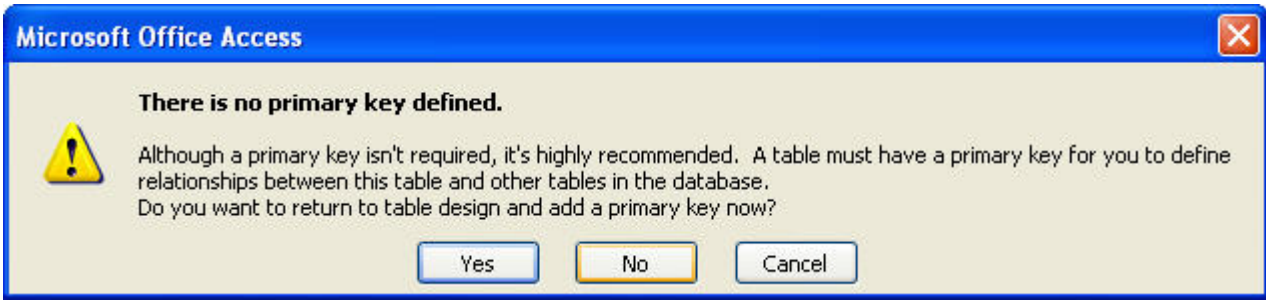 Microsoft Office Access
There is no primary key defined.
Although a primary key isn't required, it's highly recommended.  A table must have a primary key for you to define
relationships between this table and other tables in the database.
Do you want to return to table design and add a primary key now?
Yes No Cancel